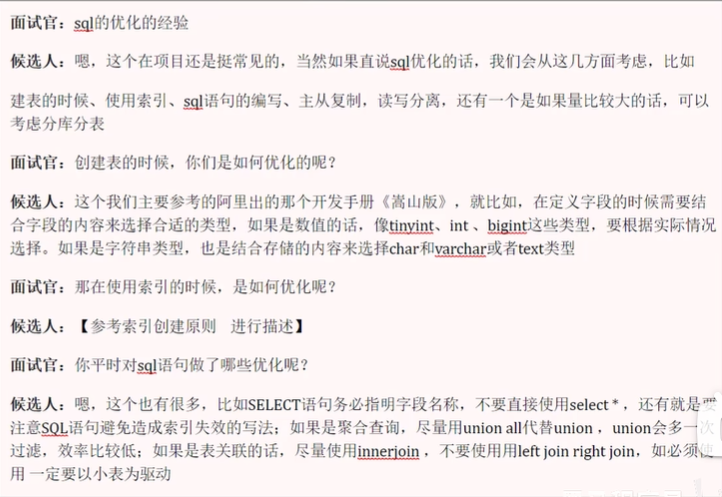 面试官：sql的优化的经验
候选人：嗯，这个在项目还是挺常见的，当然如果直说sql优化的话，我们会从这几方面考虑，比如
建表的时候、使用索引、sql语句的编写、主从复制，读写分离，还有一个是如果量比较大的话，可以
考虑分库分表
面试官：创建表的时候，你们是如何优化的呢？
候选人：这个我们主要参考的阿里出的那个开发手册《嵩山版》，就比如，在定义字段的时候需要结
合字段的内容来选择合适的类型，如果是数值的话，像tinyint、int 、bigint这些类型，要根据实际情况
选择。如果是字符串类型，也是结合存储的内容来选择char和varchar或者text类型
面试官：那在使用索引的时候，是如何优化呢？
候选人：【参考索引创建原则 进行描述】
面试官：你平时对sql语句做了哪些优化呢？
候选人：嗯，这个也有很多，比如SELECT语句务必指明字段名称，不要直接使用select * ，还有就是要
注意SQL语句避免造成索引失效的写法；如果是聚合查询，尽量用union all代替union ，union会多一次
过滤，效率比较低；如果是表关联的话，尽量使用innerjoin ，不要使用用left join right join，如必须使
用 一定要以小表为驱动